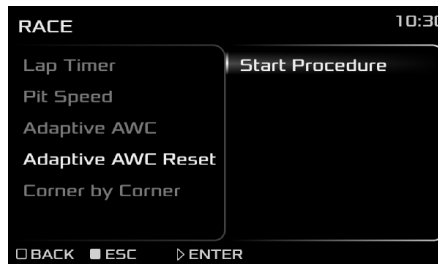 RACE 10:30
Lap Timer
Start Procedure
Pit Speed
Adaptive AWC
Adaptive AWC Reset
Corner by Corner
BACK ESC ENTER